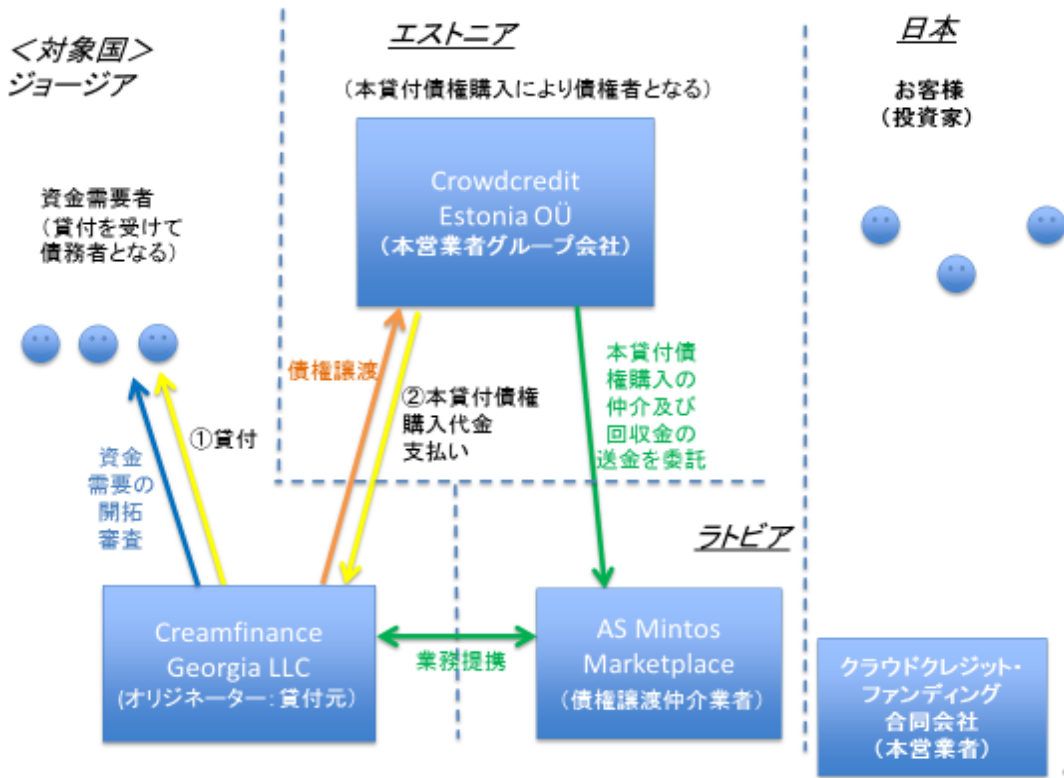 ＜対象国＞
ジョージア
エストニア
日本
（本貸付債権購入により債権者となる）
お客様
（投資家）
Crowdcredit
Estonia OÜ
（本営業者グループ会社）
資金需要者
（貸付を受けて
債務者となる）
債権譲渡
②本貸付債権
購入代金
支払い
本貸付債
権購入の
仲介及び
回収金の
送金を委託
①貸付
資金
需要の
開拓
審査
ラトビア
Creamfinance
Georgia LLC
(オリジネーター：貸付元）
業務提携
AS Mintos
Marketplace
（債権譲渡仲介業者）
クラウドクレジット・
ファンディング
合同会社
（本営業者）